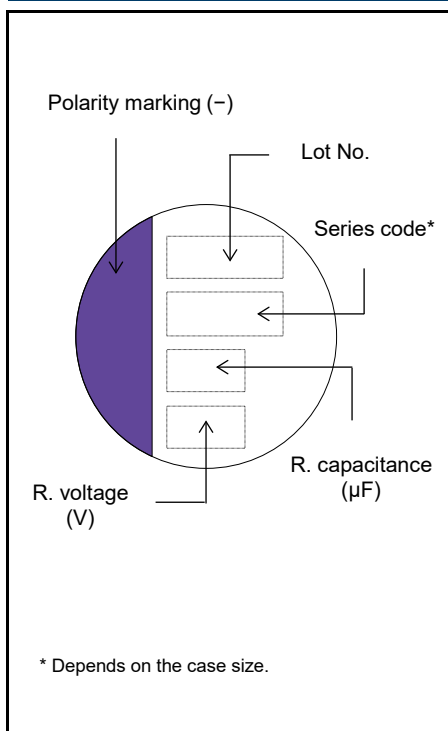 Polarity marking (−)
Lot No.
Series code*
R. capacitance
(µF)
R. voltage
(V)
* Depends on the case size.